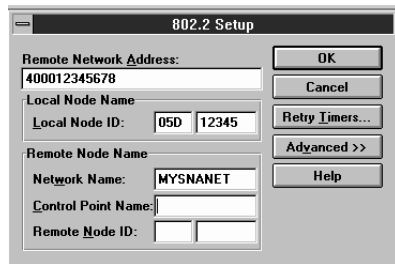 802.2 Setup
Remote Network Address:
400012345678
Local Node Name
Local Node ID: 05D 12345
Remote Node Name
Network Name: MYSNANET
Control Point Name:
Remote Node ID:
OK
Cancel
Retry Timers...
Advanced >>
Help